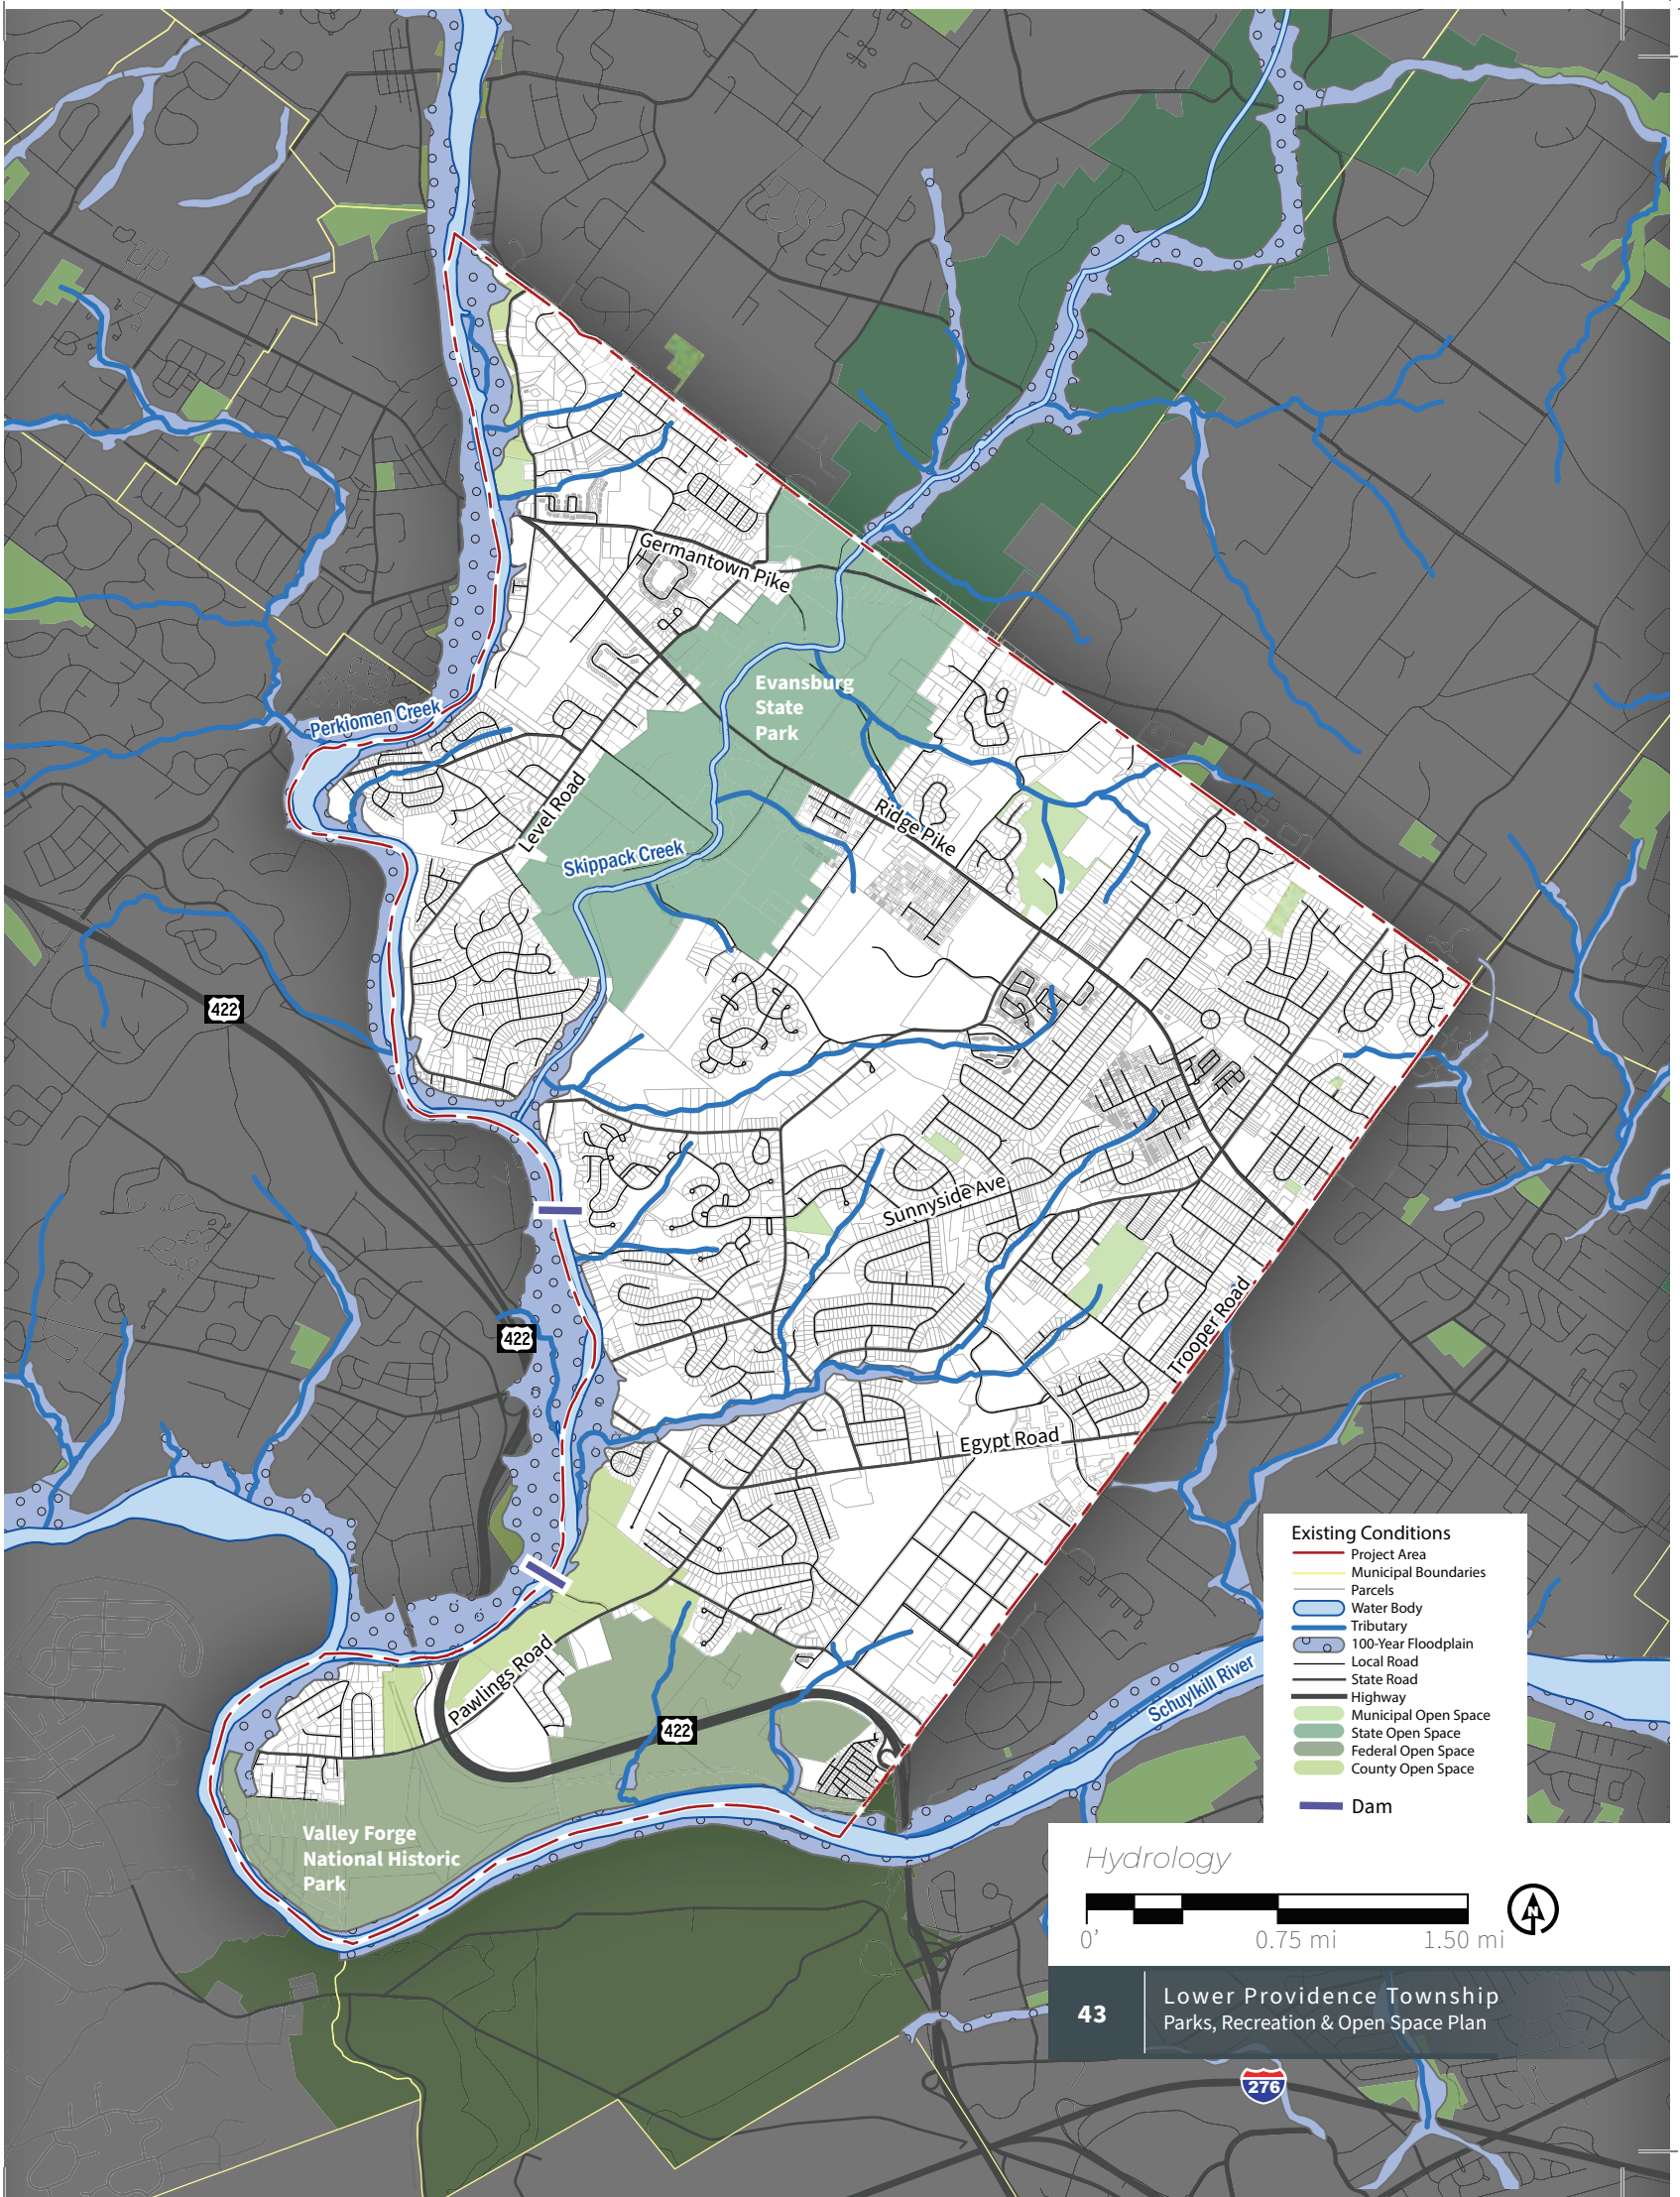 Germantown Pike
Evansburg
State
Park
Perkiomen Creek
Level Road
Ridge Pike
Skippack Creek
422
Sunnyside Ave
422
Trooper Road
Egypt Road
Pawlings Road
422
Schuylkill River
Valley Forge
National Historic
Park
Existing Conditions
Project Area
Municipal Boundaries
Parcels
Water Body
Tributary
100-Year Floodplain
Local Road
State Road
Highway
Municipal Open Space
State Open Space
Federal Open Space
County Open Space
Dam
Hydrology
N
0' 0.75 mi 1.50 mi
43
Lower Providence Township
Parks, Recreation & Open Space Plan
276